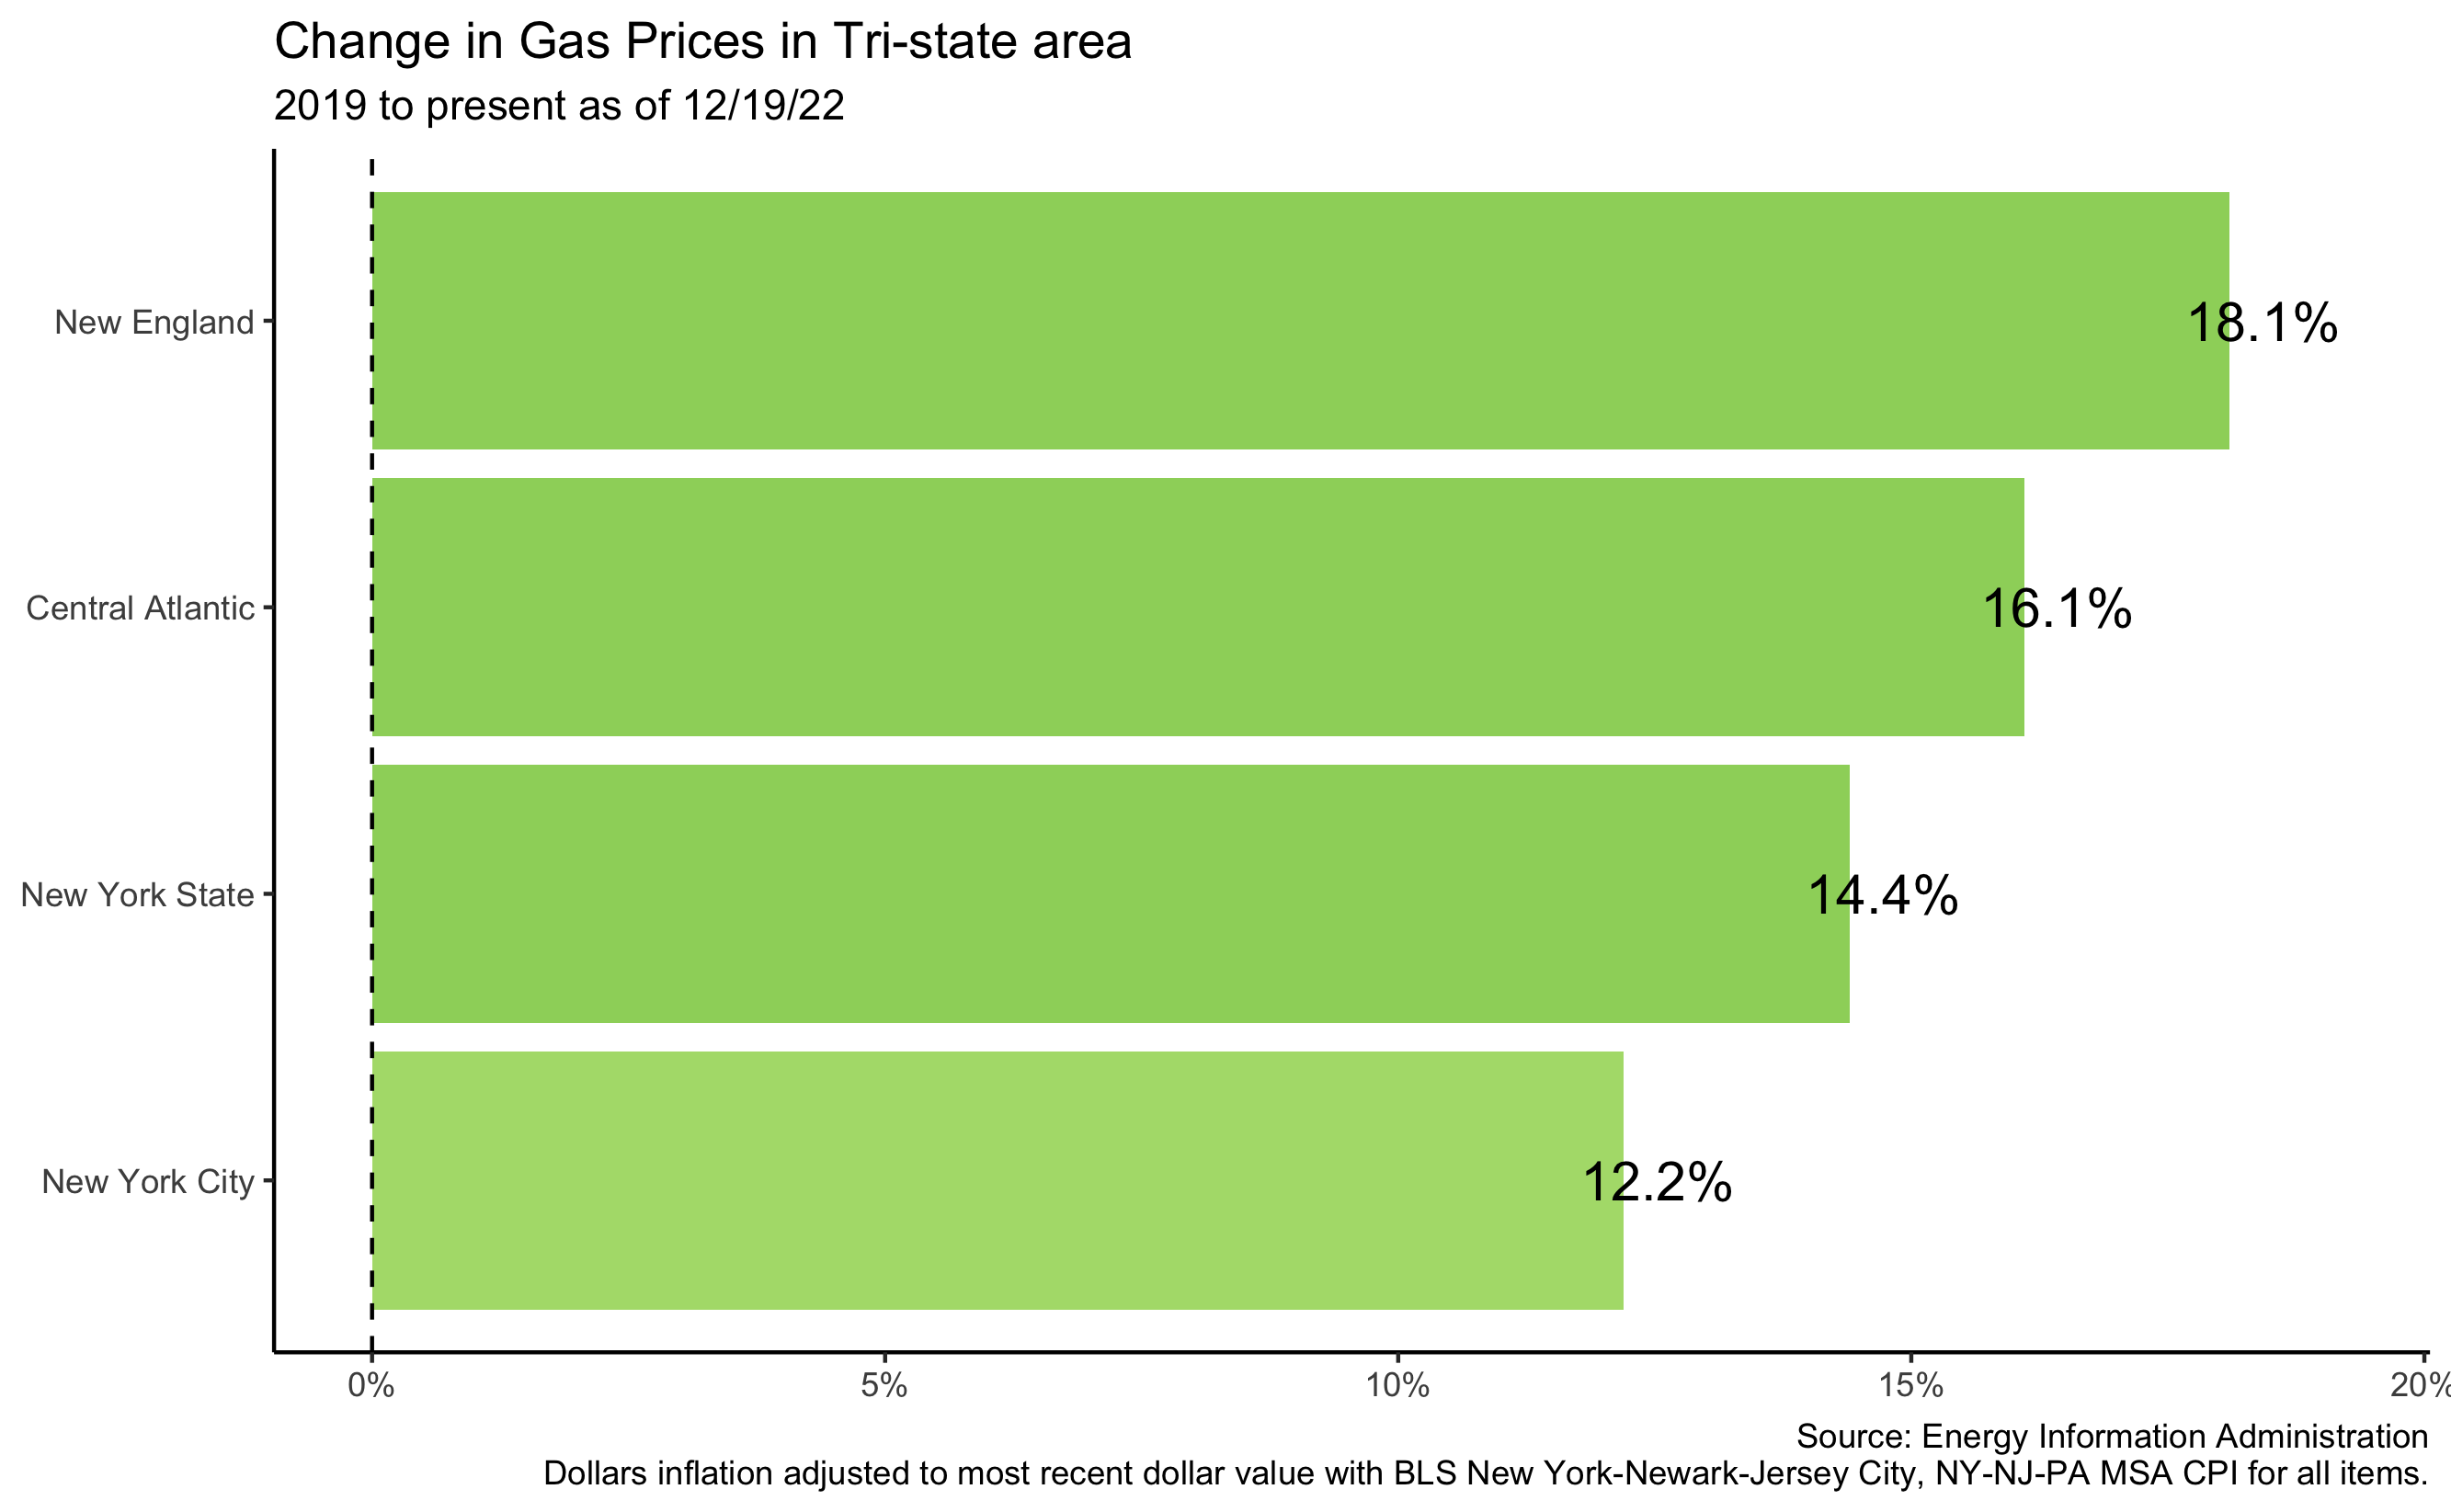 Change in Gas Prices in Tri-state area
2019 to present as of 12/19/22
New England
18.1%
Central Atlantic
16.1%
New York State
14.4%
New York City
12.2%
0% 5% 10% 15% 20%
Source: Energy Information Administration
Dollars inflation adjusted to most recent dollar value with BLS New York-Newark-Jersey City, NY-NJ-PA MSA CPI for all items.